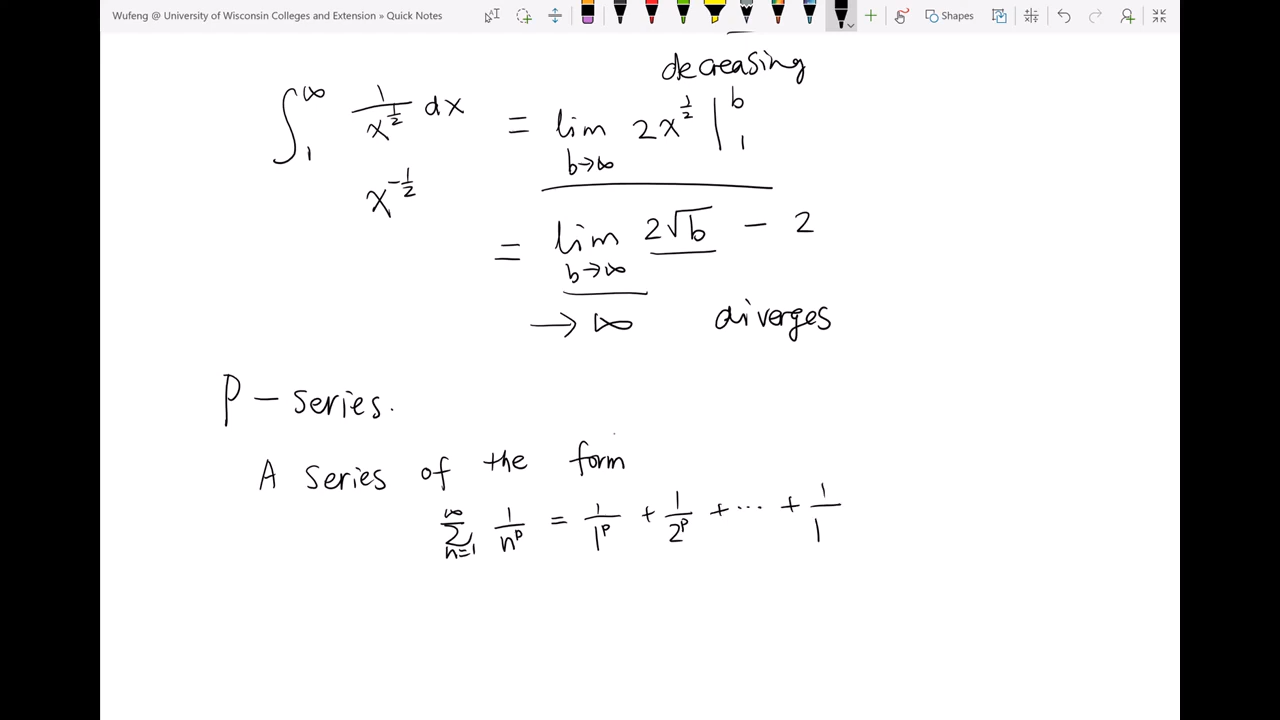 Wufeng @ University of Wisconsin Colleges and Extension » Quick Notes
Shapes
decreasing
∫₁^∞ 1/x^(1/2) dx = lim_(b→∞) 2x^(1/2) |₁^b
x^(-1/2)
= lim_(b→∞) 2√b - 2
→ ∞ diverges
P - series.
A series of the form
∑_(n=1)^∞ 1/n^p = 1/1^p + 1/2^p + ... + 1/1